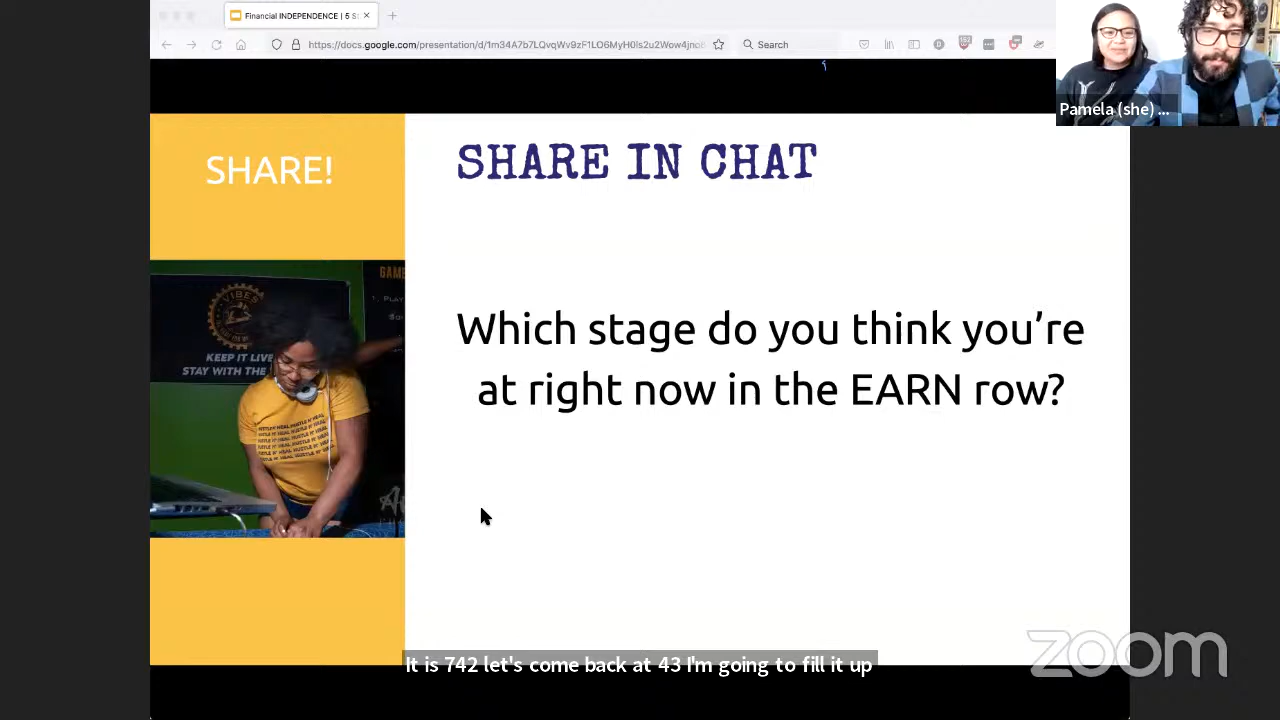 Financial INDEPENDENCE | 5 S
https://docs.google.com/presentation/d/1m34A7b7LQvqWv9zF1LO6MyH0ls2u2Wow4jno
Search
Pamela (she) ...
SHARE!
SHARE IN CHAT
GAME
VIBES
KEEP IT LIVE
STAY WITH THE
Which stage do you think you’re
at right now in the EARN row?
It is 742 let's come back at 43 I'm going to fill it up
zoom